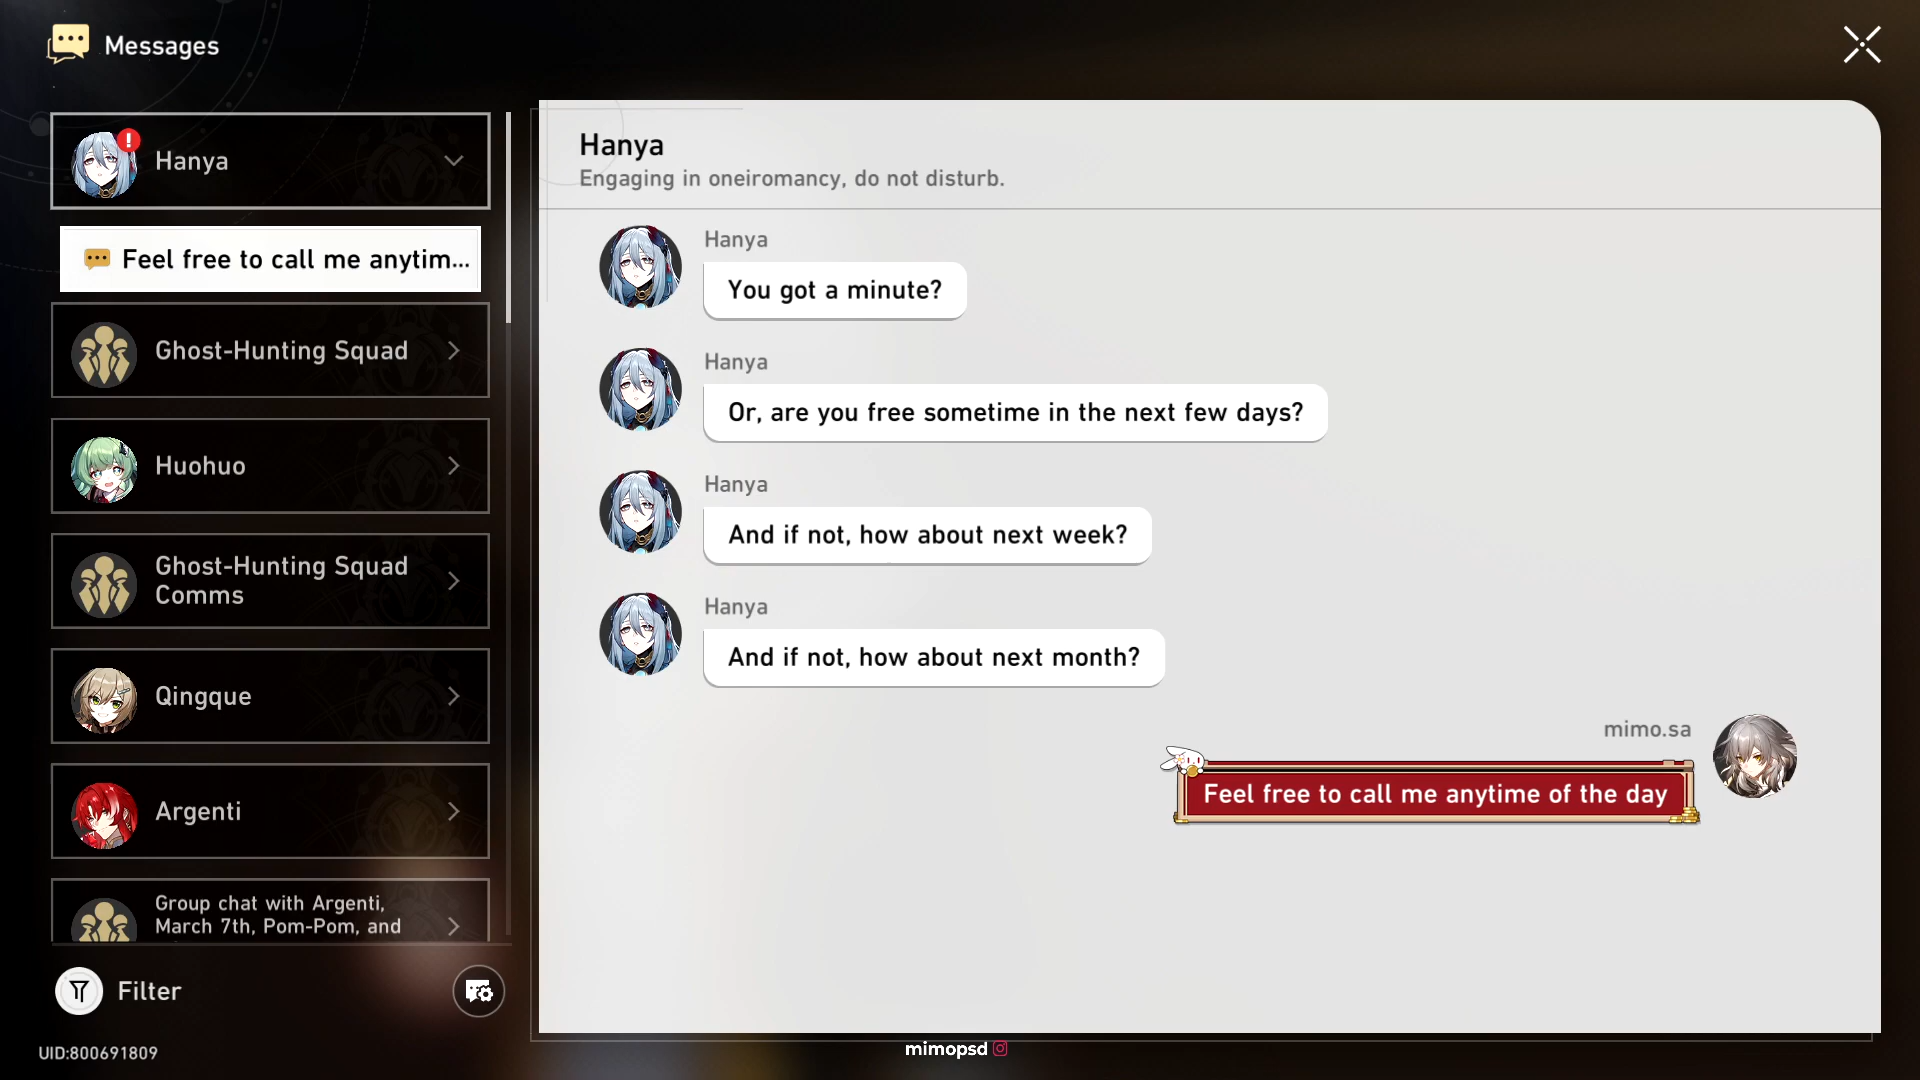 Messages
Hanya
Feel free to call me anytim...
Ghost-Hunting Squad
Huohuo
Ghost-Hunting Squad
Comms
Qingque
Argenti
Group chat with Argenti,
March 7th, Pom-Pom, and
Filter
UID:800691809
Hanya
Engaging in oneiromancy, do not disturb.
Hanya
You got a minute?
Hanya
Or, are you free sometime in the next few days?
Hanya
And if not, how about next week?
Hanya
And if not, how about next month?
mimo.sa
Feel free to call me anytime of the day
mimopsd